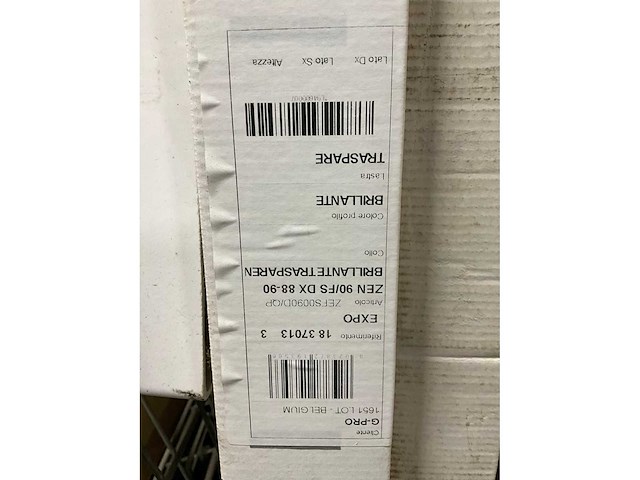 Cliente
G-PRO
1651 LOT - BELGIUM
Riferimento 18 37013 3
EXPO
Articolo ZEFS0090D/QP
ZEN 90/FS DX 88-90
BRILLANTETRASPAREN
Collo
Colore profilo
BRILLANTE
Lastra
TRASPARE
Lato Dx Lato Sx Altezza